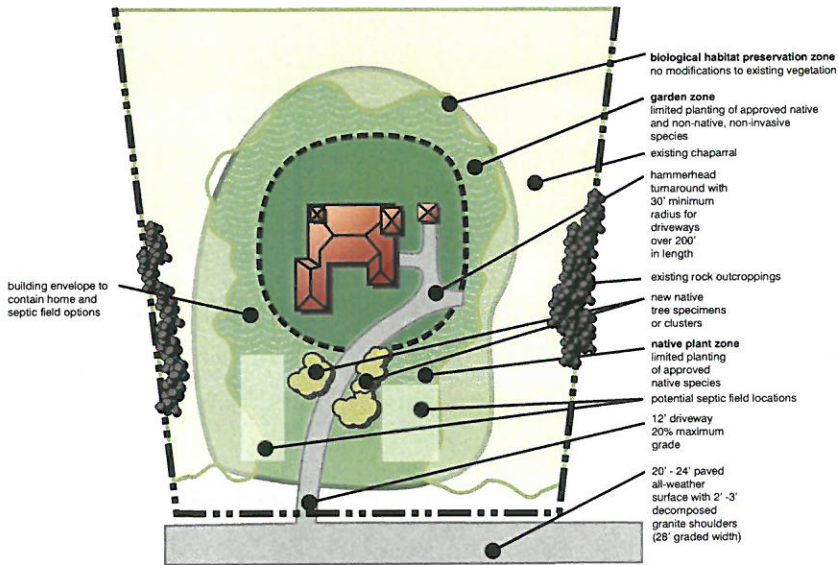 biological habitat preservation zone
no modifications to existing vegetation
garden zone
limited planting of approved native
and non-native, non-invasive
species
existing chaparral
hammerhead
turnaround with
30' minimum
radius for
driveways
over 200'
in length
building envelope to
contain home and
septic field options
existing rock outcroppings
new native
tree specimens
or clusters
native plant zone
limited planting
of approved
native species
potential septic field locations
12' driveway
20% maximum
grade
20' - 24' paved
all-weather
surface with 2' -3'
decomposed
granite shoulders
(28' graded width)